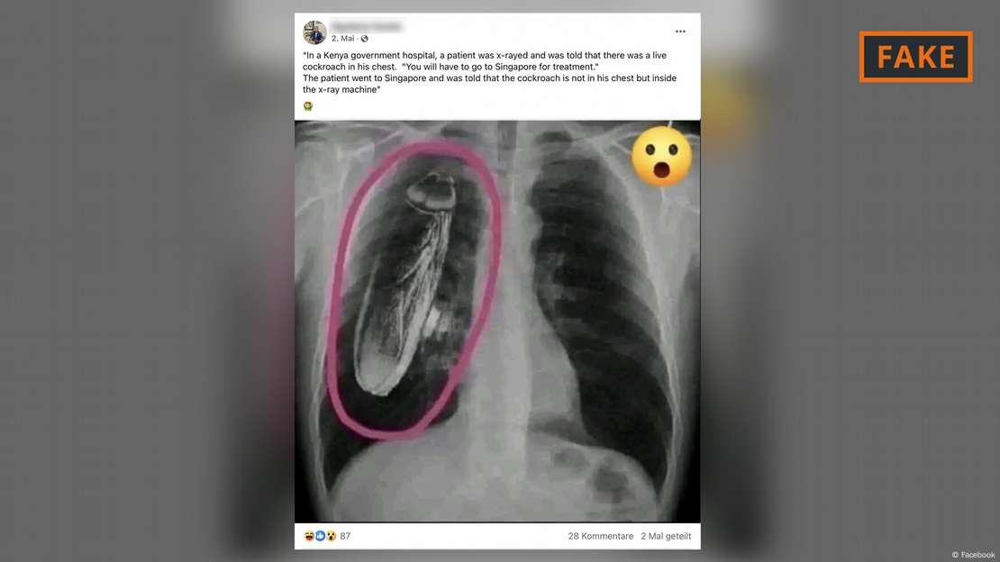 2. Mai ·
“In a Kenya government hospital, a patient was x-rayed and was told that there was a live
cockroach in his chest.  "You will have to go to Singapore for treatment."
The patient went to Singapore and was told that the cockroach is not in his chest but inside
the x-ray machine”
FAKE
87
28 Kommentare 2 Mal geteilt
© Facebook